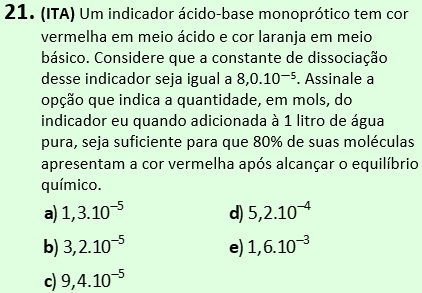 21. (ITA) Um indicador ácido-base monoprótico tem cor
vermelha em meio ácido e cor laranja em meio
básico. Considere que a constante de dissociação
desse indicador seja igual a 8,0.10⁻⁵. Assinale a
opção que indica a quantidade, em mols, do
indicador eu quando adicionada à 1 litro de água
pura, seja suficiente para que 80% de suas moléculas
apresentam a cor vermelha após alcançar o equilíbrio
químico.
a) 1,3.10⁻⁵ d) 5,2.10⁻⁴
b) 3,2.10⁻⁵ e) 1,6.10⁻³
c) 9,4.10⁻⁵